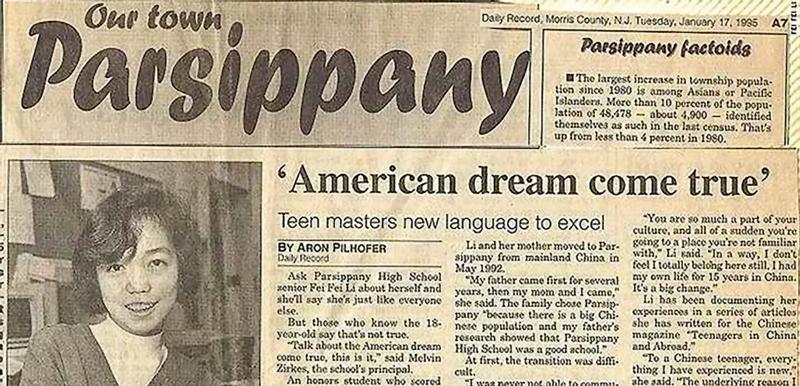 Our town
Parsippany
Daily Record, Morris County, N.J. Tuesday, January 17, 1995 A7
Parsippany factoids
■ The largest increase in township popula-
tion since 1980 is among Asians or Pacific
Islanders. More than 10 percent of the popu-
lation of 48,478 — about 4,900 — identified
themselves as such in the last census. That's
up from less than 4 percent in 1980.
‘American dream come true’
Teen masters new language to excel
BY ARON PILHOFER
Daily Record
Ask Parsippany High School
senior Fei Fei Li about herself and
she'll say she's just like everyone
else.
But those who know the 18-
year-old say that's not true.
"Talk about the American dream
come true, this is it," said Melvin
Zirkes, the school's principal.
An honors student who scored
Li and her mother moved to Par-
sippany from mainland China in
May 1992.
"My father came first for several
years, then my mom and I came,"
she said. The family chose Parsip-
pany "because there is a big Chi-
nese population and my father's
research showed that Parsippany
High School was a good school."
At first, the transition was diffi-
cult.
"I was never not able to commu-
"You are so much a part of your
culture, and all of a sudden you're
going to a place you're not familiar
with," Li said. "In a way, I don't
feel I totally belong here still. I had
my own life for 15 years in China.
It's a big change."
Li has been documenting her
experiences in a series of articles
she has written for the Chinese
magazine "Teenagers in China
and Abroad."
"To a Chinese teenager, every-
thing I have experienced is new,"
she said. "The underlying reason